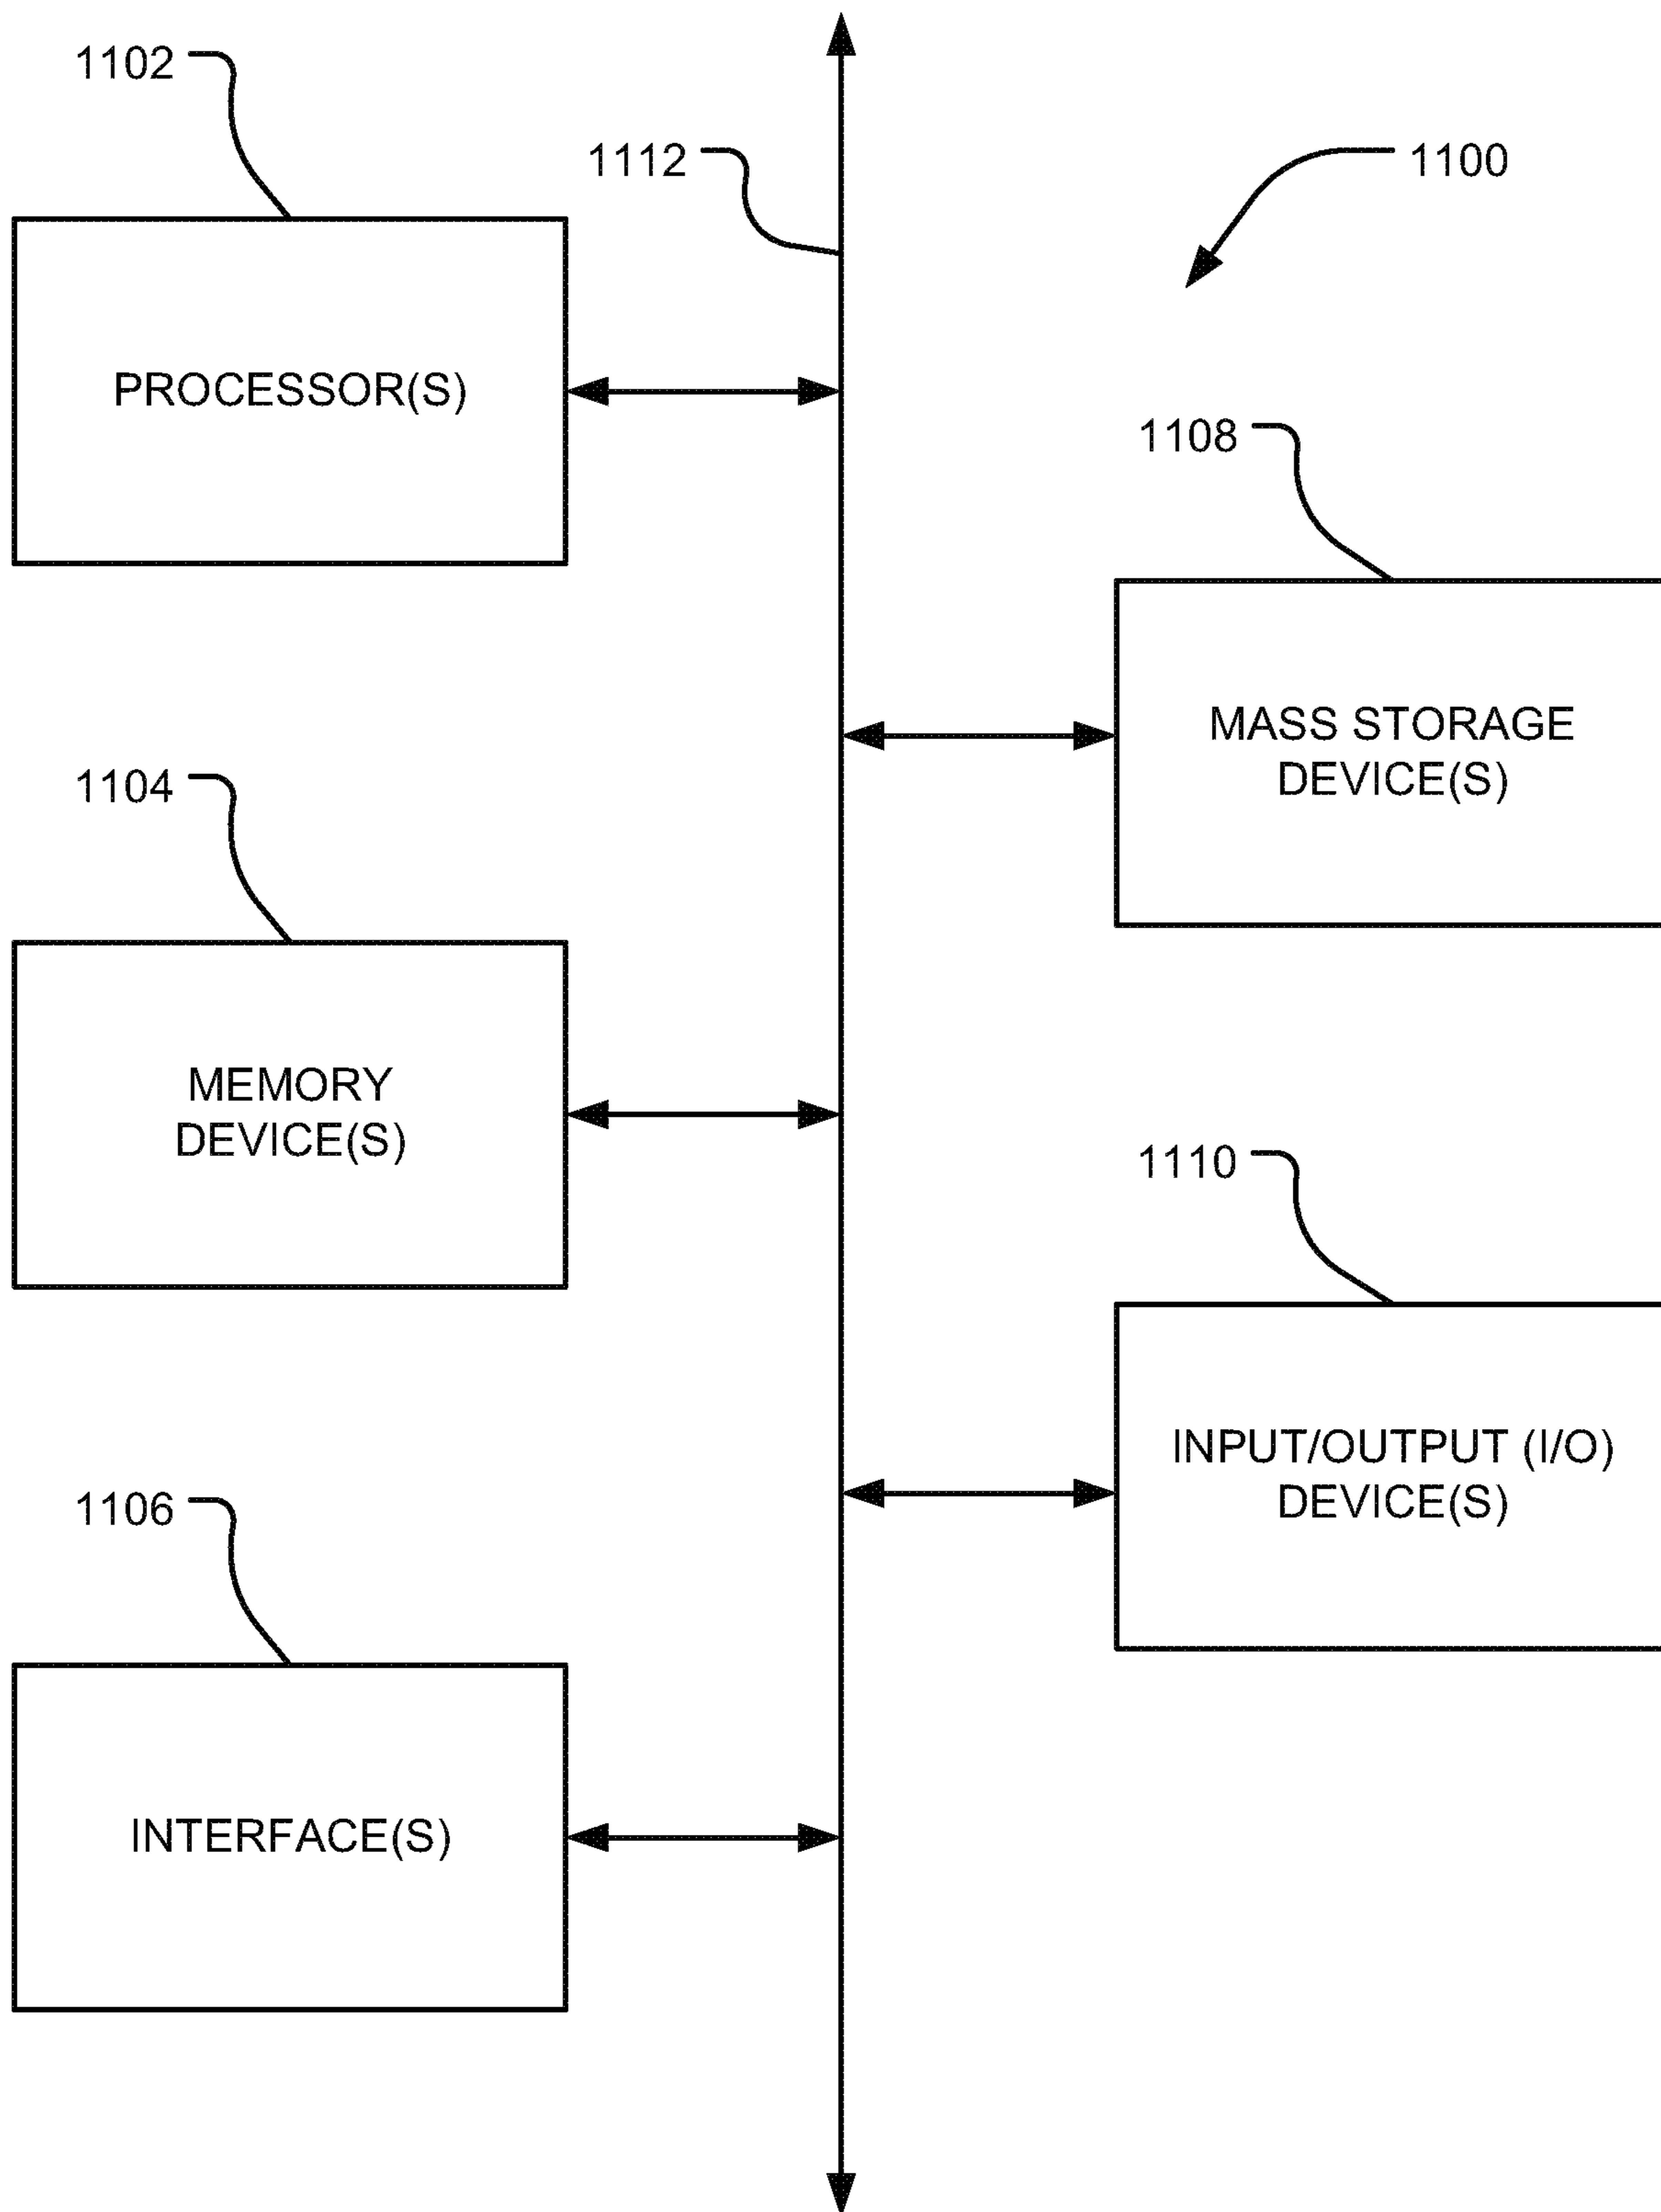 1102
1112
1100
PROCESSOR(S)
1108
MASS STORAGE
DEVICE(S)
1104
MEMORY
DEVICE(S)
1110
INPUT/OUTPUT (I/O)
DEVICE(S)
1106
INTERFACE(S)